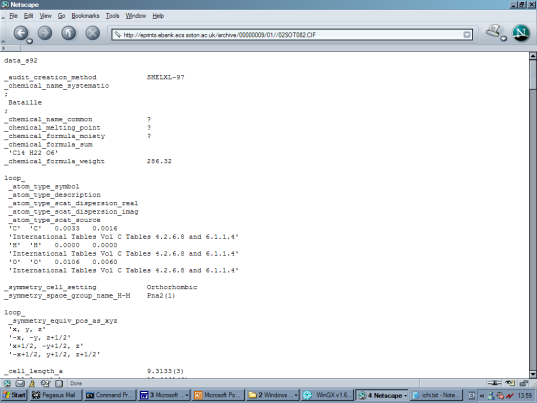 Netscape
File Edit View Go Bookmarks Tools Window Help
http://eprints.ebank.ecs.soton.ac.uk/archive/00000009/01//02SOT082.CIF
data_s92
_audit_creation_method SHELXL-97
_chemical_name_systematic
;
Bataille
;
_chemical_name_common ?
_chemical_melting_point ?
_chemical_formula_moiety ?
_chemical_formula_sum
'C14 H22 O6'
_chemical_formula_weight 286.32
loop_
_atom_type_symbol
_atom_type_description
_atom_type_scat_dispersion_real
_atom_type_scat_dispersion_imag
_atom_type_scat_source
'C' 'C' 0.0033 0.0016
'International Tables Vol C Tables 4.2.6.8 and 6.1.1.4'
'H' 'H' 0.0000 0.0000
'International Tables Vol C Tables 4.2.6.8 and 6.1.1.4'
'O' 'O' 0.0106 0.0060
'International Tables Vol C Tables 4.2.6.8 and 6.1.1.4'
_symmetry_cell_setting Orthorhombic
_symmetry_space_group_name_H-M Pna2(1)
loop_
_symmetry_equiv_pos_as_xyz
'x, y, z'
'-x, -y, z+1/2'
'x+1/2, -y+1/2, z'
'-x+1/2, y+1/2, z+1/2'
_cell_length_a 9.3133(3)
Done
Start Pegasus Mail Command Pr... 3 Microsoft ... Microsoft Po... 2 Windows ... WinGX v1.6... 4 Netscape ichi.txt - Note... 13:59